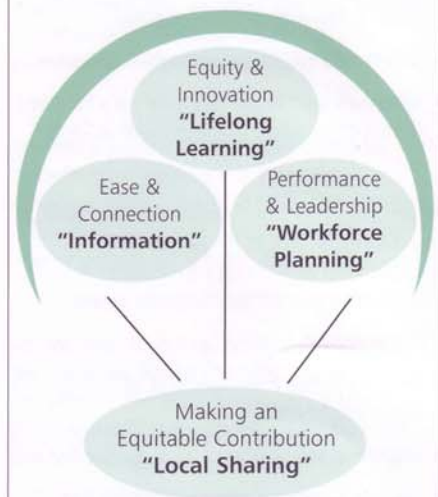 Equity &
Innovation
“Lifelong
Learning”
Ease &
Connection
“Information”
Performance
& Leadership
“Workforce
Planning”
Making an
Equitable Contribution
“Local Sharing”